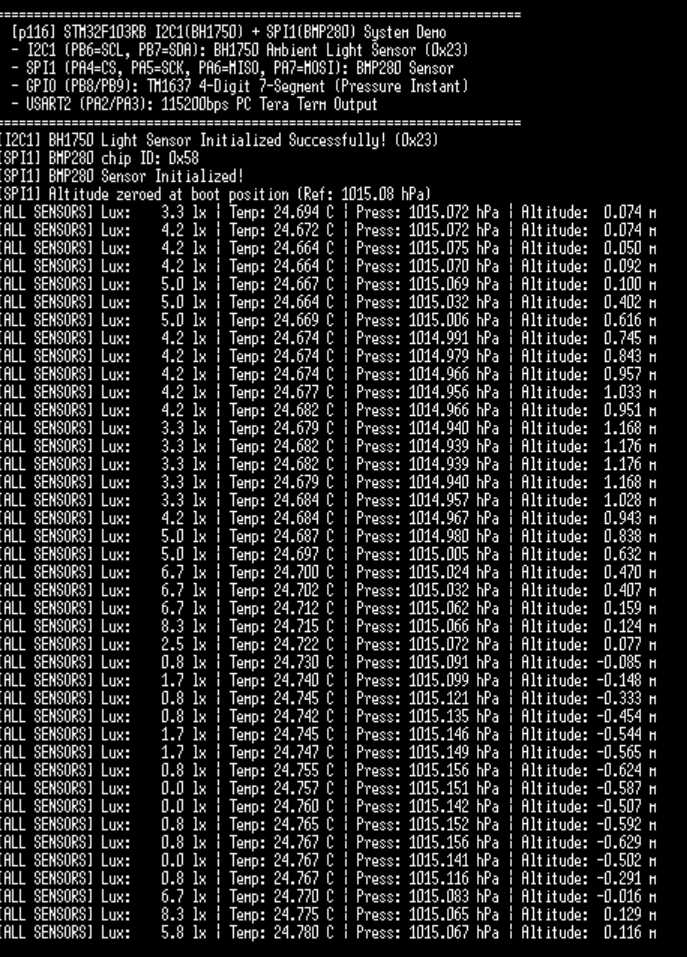 ================================================================
[p116] STM32F103RB I2C1(BH1750) + SPI1(BMP280) System Demo
- I2C1 (PB6=SCL, PB7=SDA): BH1750 Ambient Light Sensor (0x23)
- SPI1 (PA4=CS, PA5=SCK, PA6=MISO, PA7=MOSI): BMP280 Sensor
- GPIO (PB8/PB9): TM1637 4-Digit 7-Segment (Pressure Instant)
- USART2 (PA2/PA3): 115200bps PC Tera Term Output
================================================================
[I2C1] BH1750 Light Sensor Initialized Successfully! (0x23)
[SPI1] BMP280 chip ID: 0x58
[SPI1] BMP280 Sensor Initialized!
[SPI1] Altitude zeroed at boot position (Ref: 1015.08 hPa)
[ALL SENSORS] Lux: 3.3 lx | Temp: 24.694 C | Press: 1015.072 hPa | Altitude: 0.074 m
[ALL SENSORS] Lux: 4.2 lx | Temp: 24.672 C | Press: 1015.072 hPa | Altitude: 0.074 m
[ALL SENSORS] Lux: 4.2 lx | Temp: 24.664 C | Press: 1015.075 hPa | Altitude: 0.050 m
[ALL SENSORS] Lux: 4.2 lx | Temp: 24.664 C | Press: 1015.070 hPa | Altitude: 0.092 m
[ALL SENSORS] Lux: 5.0 lx | Temp: 24.667 C | Press: 1015.069 hPa | Altitude: 0.100 m
[ALL SENSORS] Lux: 5.0 lx | Temp: 24.664 C | Press: 1015.032 hPa | Altitude: 0.402 m
[ALL SENSORS] Lux: 5.0 lx | Temp: 24.669 C | Press: 1015.006 hPa | Altitude: 0.616 m
[ALL SENSORS] Lux: 4.2 lx | Temp: 24.674 C | Press: 1014.991 hPa | Altitude: 0.745 m
[ALL SENSORS] Lux: 4.2 lx | Temp: 24.674 C | Press: 1014.979 hPa | Altitude: 0.843 m
[ALL SENSORS] Lux: 4.2 lx | Temp: 24.674 C | Press: 1014.966 hPa | Altitude: 0.957 m
[ALL SENSORS] Lux: 4.2 lx | Temp: 24.677 C | Press: 1014.956 hPa | Altitude: 1.033 m
[ALL SENSORS] Lux: 4.2 lx | Temp: 24.682 C | Press: 1014.966 hPa | Altitude: 0.951 m
[ALL SENSORS] Lux: 3.3 lx | Temp: 24.679 C | Press: 1014.940 hPa | Altitude: 1.168 m
[ALL SENSORS] Lux: 3.3 lx | Temp: 24.682 C | Press: 1014.939 hPa | Altitude: 1.176 m
[ALL SENSORS] Lux: 3.3 lx | Temp: 24.682 C | Press: 1014.939 hPa | Altitude: 1.176 m
[ALL SENSORS] Lux: 3.3 lx | Temp: 24.679 C | Press: 1014.940 hPa | Altitude: 1.168 m
[ALL SENSORS] Lux: 3.3 lx | Temp: 24.684 C | Press: 1014.957 hPa | Altitude: 1.028 m
[ALL SENSORS] Lux: 4.2 lx | Temp: 24.684 C | Press: 1014.967 hPa | Altitude: 0.943 m
[ALL SENSORS] Lux: 5.0 lx | Temp: 24.687 C | Press: 1014.980 hPa | Altitude: 0.838 m
[ALL SENSORS] Lux: 5.0 lx | Temp: 24.697 C | Press: 1015.005 hPa | Altitude: 0.632 m
[ALL SENSORS] Lux: 6.7 lx | Temp: 24.700 C | Press: 1015.024 hPa | Altitude: 0.470 m
[ALL SENSORS] Lux: 6.7 lx | Temp: 24.702 C | Press: 1015.032 hPa | Altitude: 0.407 m
[ALL SENSORS] Lux: 6.7 lx | Temp: 24.712 C | Press: 1015.062 hPa | Altitude: 0.159 m
[ALL SENSORS] Lux: 8.3 lx | Temp: 24.715 C | Press: 1015.066 hPa | Altitude: 0.124 m
[ALL SENSORS] Lux: 2.5 lx | Temp: 24.722 C | Press: 1015.072 hPa | Altitude: 0.077 m
[ALL SENSORS] Lux: 0.8 lx | Temp: 24.730 C | Press: 1015.091 hPa | Altitude: -0.085 m
[ALL SENSORS] Lux: 1.7 lx | Temp: 24.740 C | Press: 1015.099 hPa | Altitude: -0.148 m
[ALL SENSORS] Lux: 0.8 lx | Temp: 24.745 C | Press: 1015.121 hPa | Altitude: -0.333 m
[ALL SENSORS] Lux: 0.8 lx | Temp: 24.742 C | Press: 1015.135 hPa | Altitude: -0.454 m
[ALL SENSORS] Lux: 1.7 lx | Temp: 24.745 C | Press: 1015.146 hPa | Altitude: -0.544 m
[ALL SENSORS] Lux: 1.7 lx | Temp: 24.747 C | Press: 1015.149 hPa | Altitude: -0.565 m
[ALL SENSORS] Lux: 0.8 lx | Temp: 24.755 C | Press: 1015.156 hPa | Altitude: -0.624 m
[ALL SENSORS] Lux: 0.0 lx | Temp: 24.757 C | Press: 1015.151 hPa | Altitude: -0.587 m
[ALL SENSORS] Lux: 0.0 lx | Temp: 24.760 C | Press: 1015.142 hPa | Altitude: -0.507 m
[ALL SENSORS] Lux: 0.8 lx | Temp: 24.765 C | Press: 1015.152 hPa | Altitude: -0.592 m
[ALL SENSORS] Lux: 0.8 lx | Temp: 24.767 C | Press: 1015.156 hPa | Altitude: -0.629 m
[ALL SENSORS] Lux: 0.0 lx | Temp: 24.767 C | Press: 1015.141 hPa | Altitude: -0.502 m
[ALL SENSORS] Lux: 0.8 lx | Temp: 24.767 C | Press: 1015.116 hPa | Altitude: -0.291 m
[ALL SENSORS] Lux: 6.7 lx | Temp: 24.770 C | Press: 1015.083 hPa | Altitude: -0.016 m
[ALL SENSORS] Lux: 8.3 lx | Temp: 24.775 C | Press: 1015.065 hPa | Altitude: 0.129 m
[ALL SENSORS] Lux: 5.8 lx | Temp: 24.780 C | Press: 1015.067 hPa | Altitude: 0.116 m